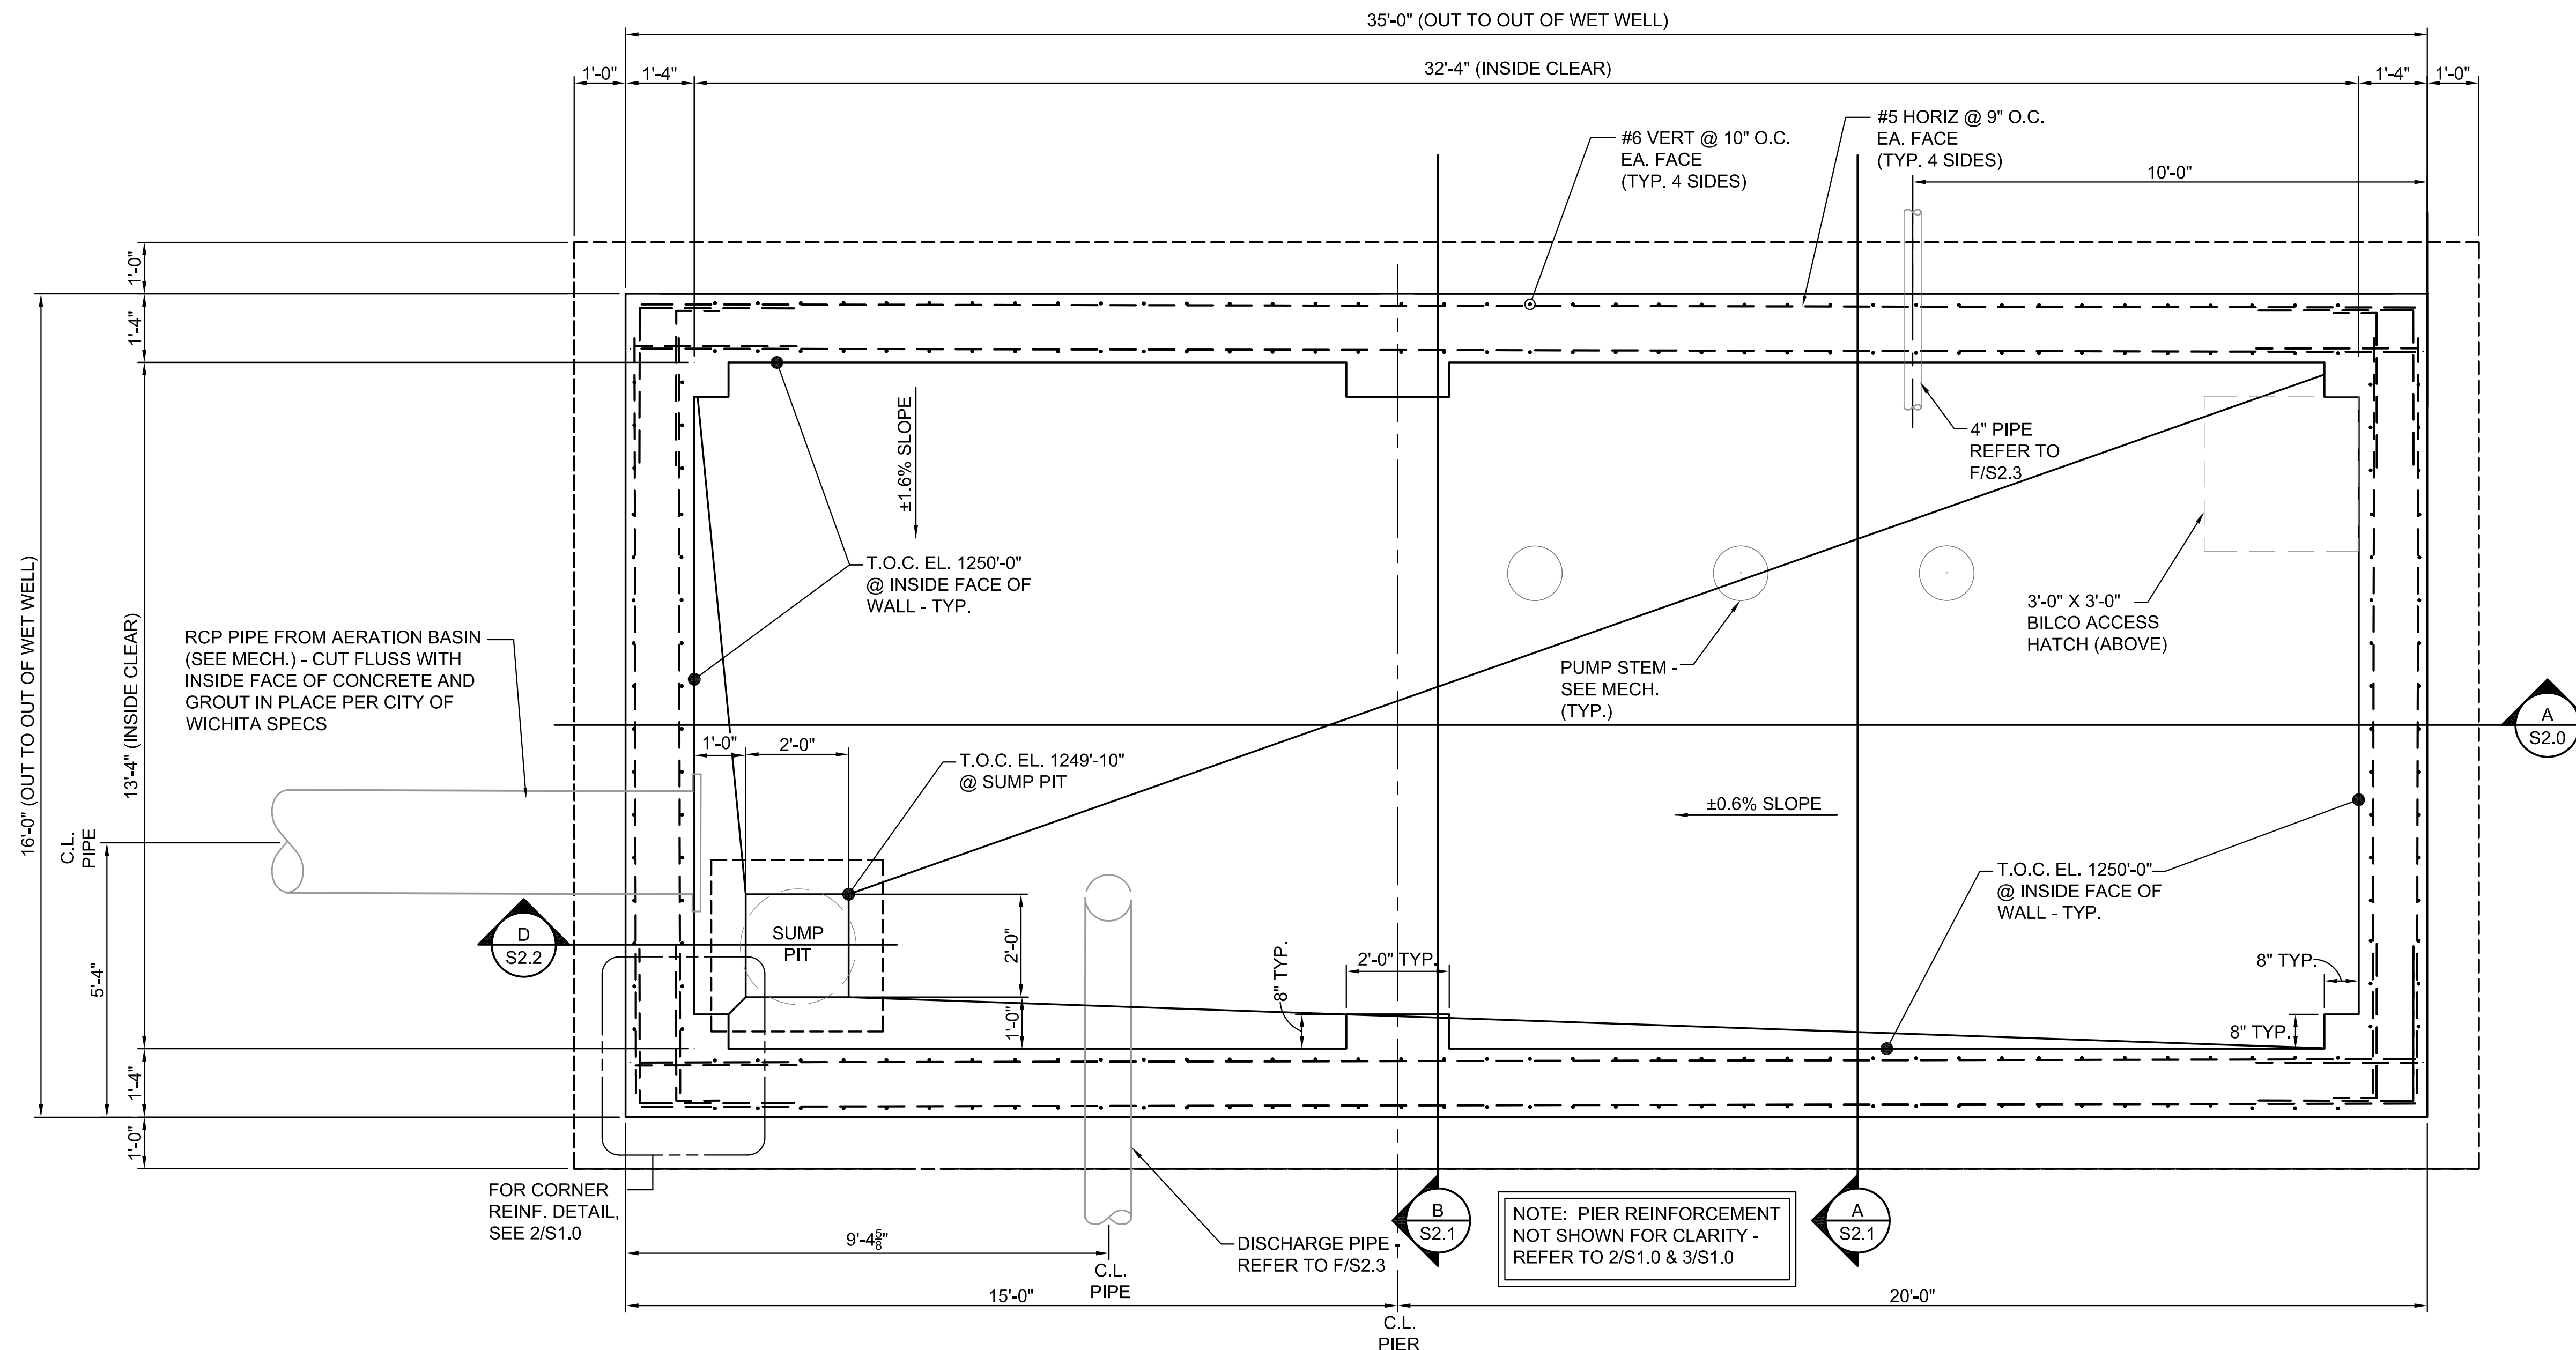 35'-0" (OUT TO OUT OF WET WELL)
1'-0"
1'-4"
32'-4" (INSIDE CLEAR)
1'-4"
1'-0"
#6 VERT @ 10" O.C.
EA. FACE
(TYP. 4 SIDES)
#5 HORIZ @ 9" O.C.
EA. FACE
(TYP. 4 SIDES)
10'-0"
1'-0"
1'-4"
16'-0" (OUT TO OUT OF WET WELL)
13'-4" (INSIDE CLEAR)
±1.6% SLOPE
4" PIPE
REFER TO
F/S2.3
T.O.C. EL. 1250'-0"
@ INSIDE FACE OF
WALL - TYP.
3'-0" X 3'-0"
BILCO ACCESS
HATCH (ABOVE)
RCP PIPE FROM AERATION BASIN
(SEE MECH.) - CUT FLUSS WITH
INSIDE FACE OF CONCRETE AND
GROUT IN PLACE PER CITY OF
WICHITA SPECS
PUMP STEM -
SEE MECH.
(TYP.)
A
S2.0
1'-0"
2'-0"
T.O.C. EL. 1249'-10"
@ SUMP PIT
±0.6% SLOPE
C.L.
PIPE
5'-4"
T.O.C. EL. 1250'-0"
@ INSIDE FACE OF
WALL - TYP.
D
S2.2
SUMP
PIT
2'-0"
1'-0"
8" TYP.
2'-0" TYP.
8" TYP.
8" TYP.
1'-4"
1'-0"
FOR CORNER
REINF. DETAIL,
SEE 2/S1.0
9'-4⅝"
C.L.
PIPE
DISCHARGE PIPE -
REFER TO F/S2.3
B
S2.1
NOTE: PIER REINFORCEMENT
NOT SHOWN FOR CLARITY -
REFER TO 2/S1.0 & 3/S1.0
A
S2.1
15'-0"
20'-0"
C.L.
PIER